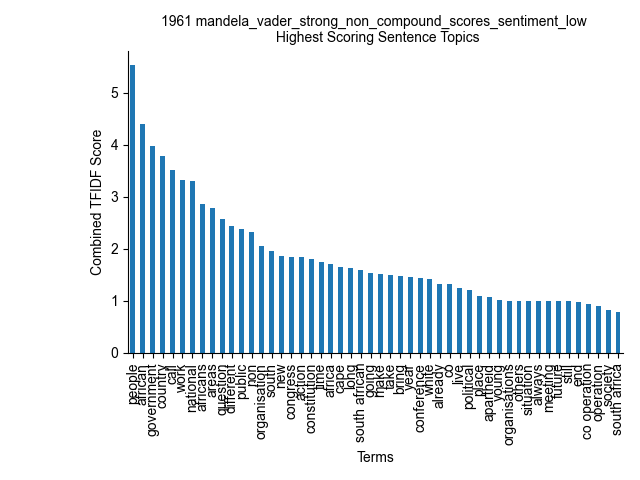 1961 mandela_vader_strong_non_compound_scores_sentiment_low
Highest Scoring Sentence Topics
Combined TFIDF Score
5
4
3
2
1
0
people
african
government
country
call
work
national
africans
areas
question
different
public
non
organisation
south
new
congress
action
constitution
time
africa
cape
long
south african
going
make
take
bring
year
conference
white
already
co
live
political
place
apartheid
young
organisations
others
situation
always
meeting
future
still
end
co operation
operation
society
south africa
Terms